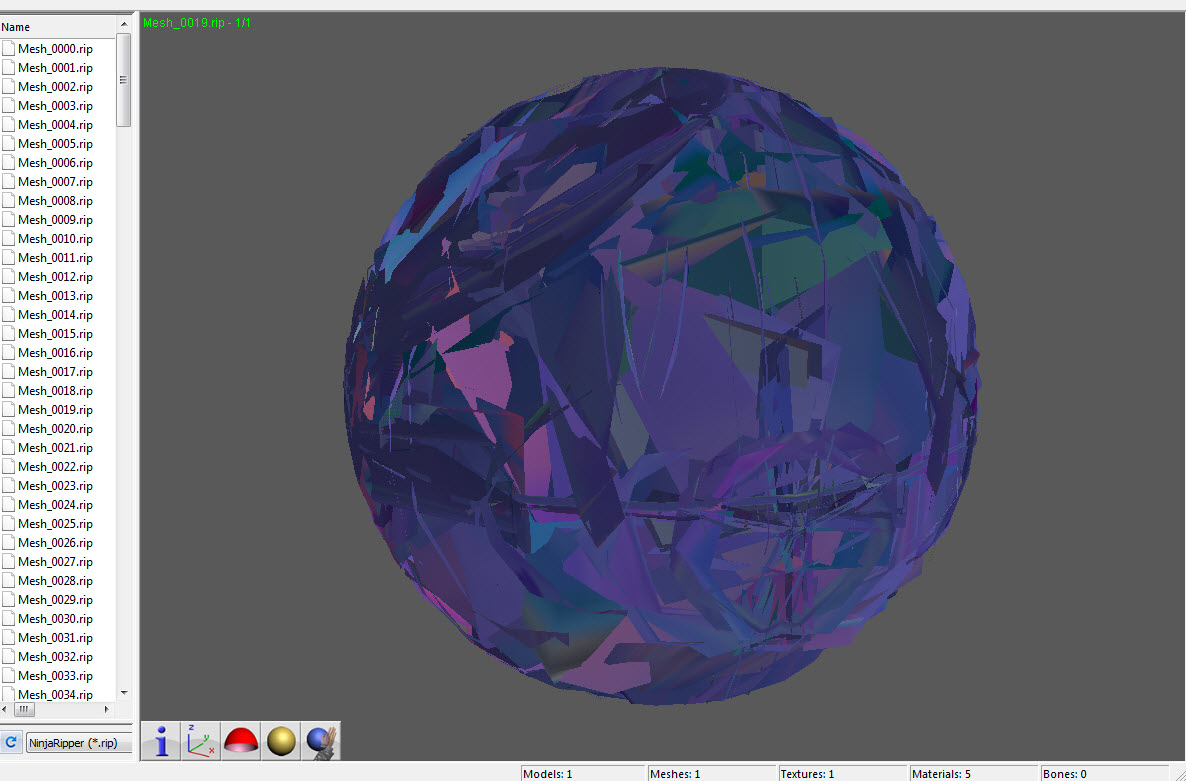 Name
Mesh_0000.rip
Mesh_0001.rip
Mesh_0002.rip
Mesh_0003.rip
Mesh_0004.rip
Mesh_0005.rip
Mesh_0006.rip
Mesh_0007.rip
Mesh_0008.rip
Mesh_0009.rip
Mesh_0010.rip
Mesh_0011.rip
Mesh_0012.rip
Mesh_0013.rip
Mesh_0014.rip
Mesh_0015.rip
Mesh_0016.rip
Mesh_0017.rip
Mesh_0018.rip
Mesh_0019.rip
Mesh_0020.rip
Mesh_0021.rip
Mesh_0022.rip
Mesh_0023.rip
Mesh_0024.rip
Mesh_0025.rip
Mesh_0026.rip
Mesh_0027.rip
Mesh_0028.rip
Mesh_0029.rip
Mesh_0030.rip
Mesh_0031.rip
Mesh_0032.rip
Mesh_0033.rip
Mesh_0034.rip
NinjaRipper (*.rip)
Mesh_0019.rip - 1/1
z
y
x
Models: 1
Meshes: 1
Textures: 1
Materials: 5
Bones: 0